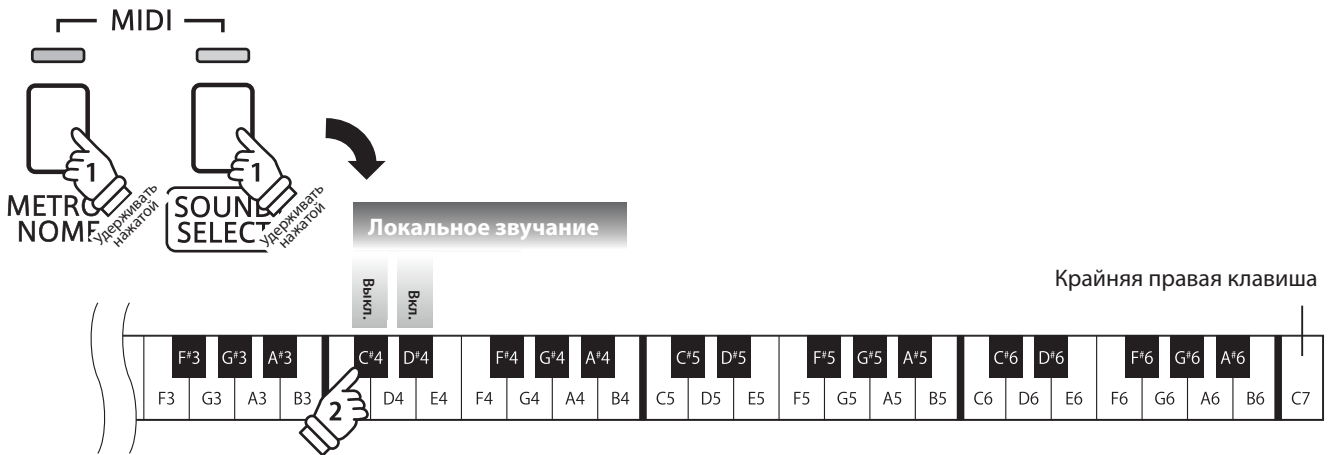 MIDI
1
1
METRO
NOME
Удерживать
нажатой
SOUND
SELECT
Удерживать
нажатой
Локальное звучание
Выкл.
Вкл.
Крайняя правая клавиша
F#3 G#3 A#3 C#4 D#4 F#4 G#4 A#4 C#5 D#5 F#5 G#5 A#5 C#6 D#6 F#6 G#6 A#6
F3 G3 A3 B3 D4 E4 F4 G4 A4 B4 C5 D5 E5 F5 G5 A5 B5 C6 D6 E6 F6 G6 A6 B6 C7
2